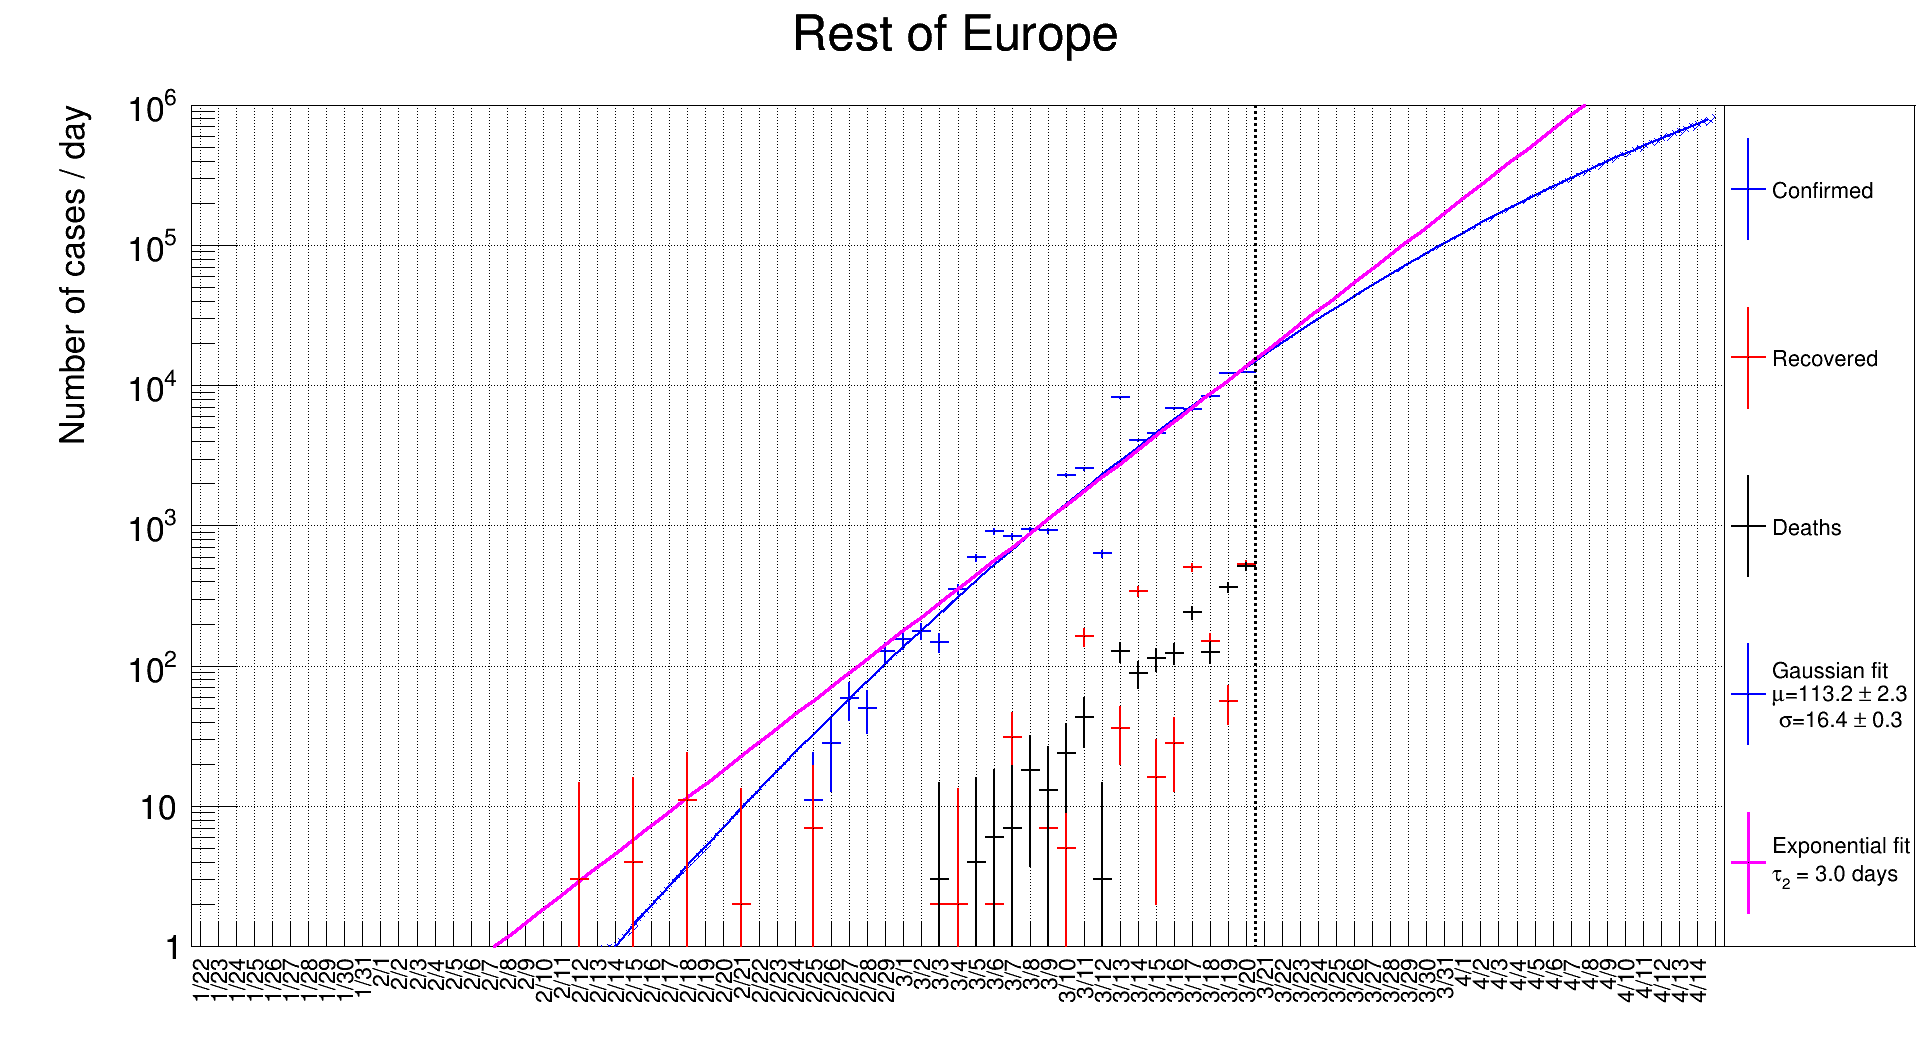 Rest of Europe
Number of cases / day
10⁶
10⁵
10⁴
10³
10²
10
1
1/22 1/23 1/24 1/25 1/26 1/27 1/28 1/29 1/30 1/31 2/1 2/2 2/3 2/4 2/5 2/6 2/7 2/8 2/9 2/10 2/11 2/12 2/13 2/14 2/15 2/16 2/17 2/18 2/19 2/20 2/21 2/22 2/23 2/24 2/25 2/26 2/27 2/28 2/29 3/1 3/2 3/3 3/4 3/5 3/6 3/7 3/8 3/9 3/10 3/11 3/12 3/13 3/14 3/15 3/16 3/17 3/18 3/19 3/20 3/21 3/22 3/23 3/24 3/25 3/26 3/27 3/28 3/29 3/30 3/31 4/1 4/2 4/3 4/4 4/5 4/6 4/7 4/8 4/9 4/10 4/11 4/12 4/13 4/14
Confirmed
Recovered
Deaths
Gaussian fit
μ=113.2 ± 2.3
σ=16.4 ± 0.3
Exponential fit
τ₂ = 3.0 days